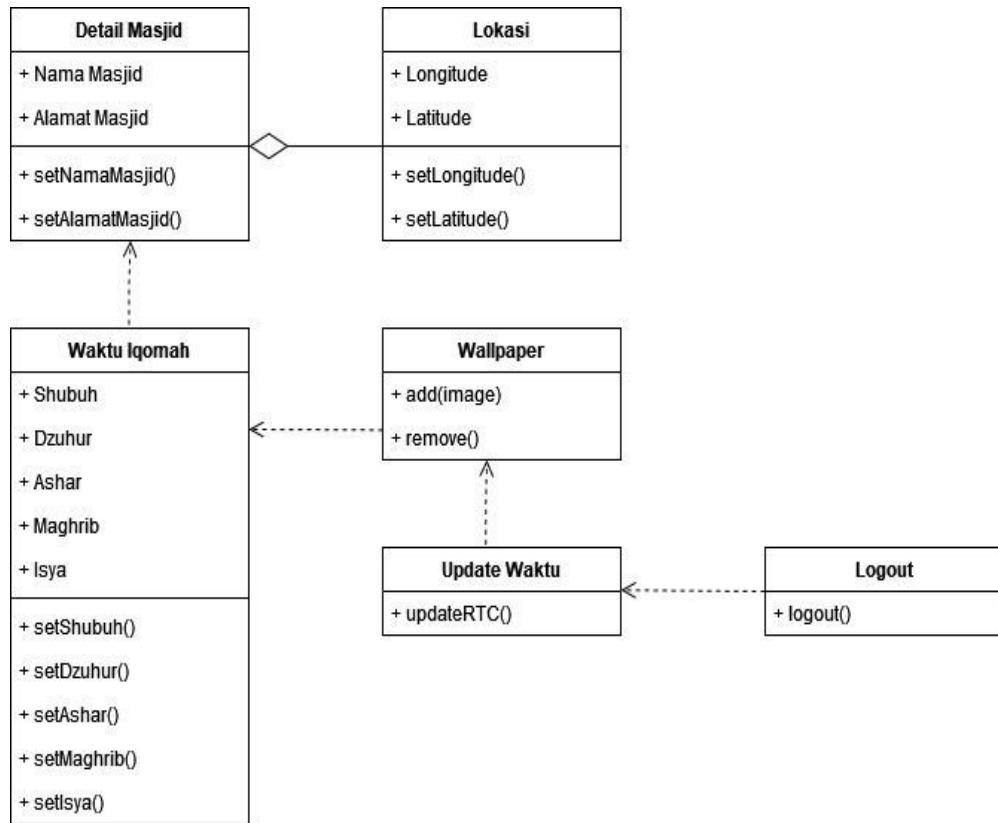 Detail Masjid
+ Nama Masjid
+ Alamat Masjid
+ setNamaMasjid()
+ setAlamatMasjid()
Lokasi
+ Longitude
+ Latitude
+ setLongitude()
+ setLatitude()
Waktu Iqomah
+ Shubuh
+ Dzuhur
+ Ashar
+ Maghrib
+ Isya
+ setShubuh()
+ setDzuhur()
+ setAshar()
+ setMaghrib()
+ setIsya()
Wallpaper
+ add(image)
+ remove()
Update Waktu
+ updateRTC()
Logout
+ logout()